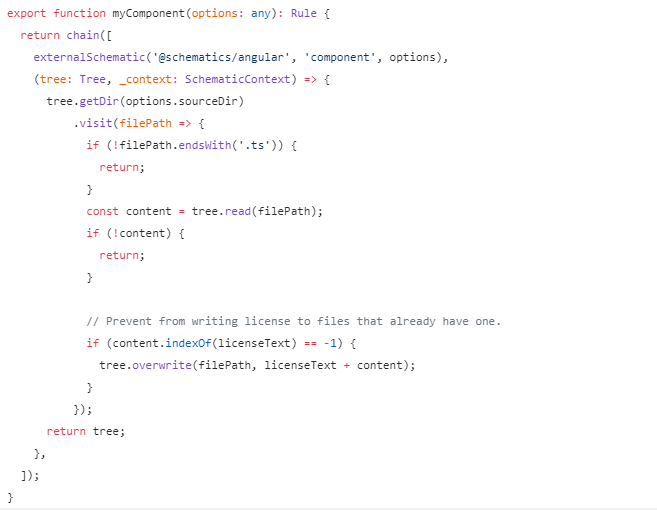 export function myComponent(options: any): Rule {
  return chain([
    externalSchematic('@schematics/angular', 'component', options),
    (tree: Tree, _context: SchematicContext) => {
      tree.getDir(options.sourceDir)
          .visit(filePath => {
            if (!filePath.endsWith('.ts')) {
              return;
            }
            const content = tree.read(filePath);
            if (!content) {
              return;
            }

            // Prevent from writing license to files that already have one.
            if (content.indexOf(licenseText) == -1) {
              tree.overwrite(filePath, licenseText + content);
            }
          });
      return tree;
    },
  ]);
}